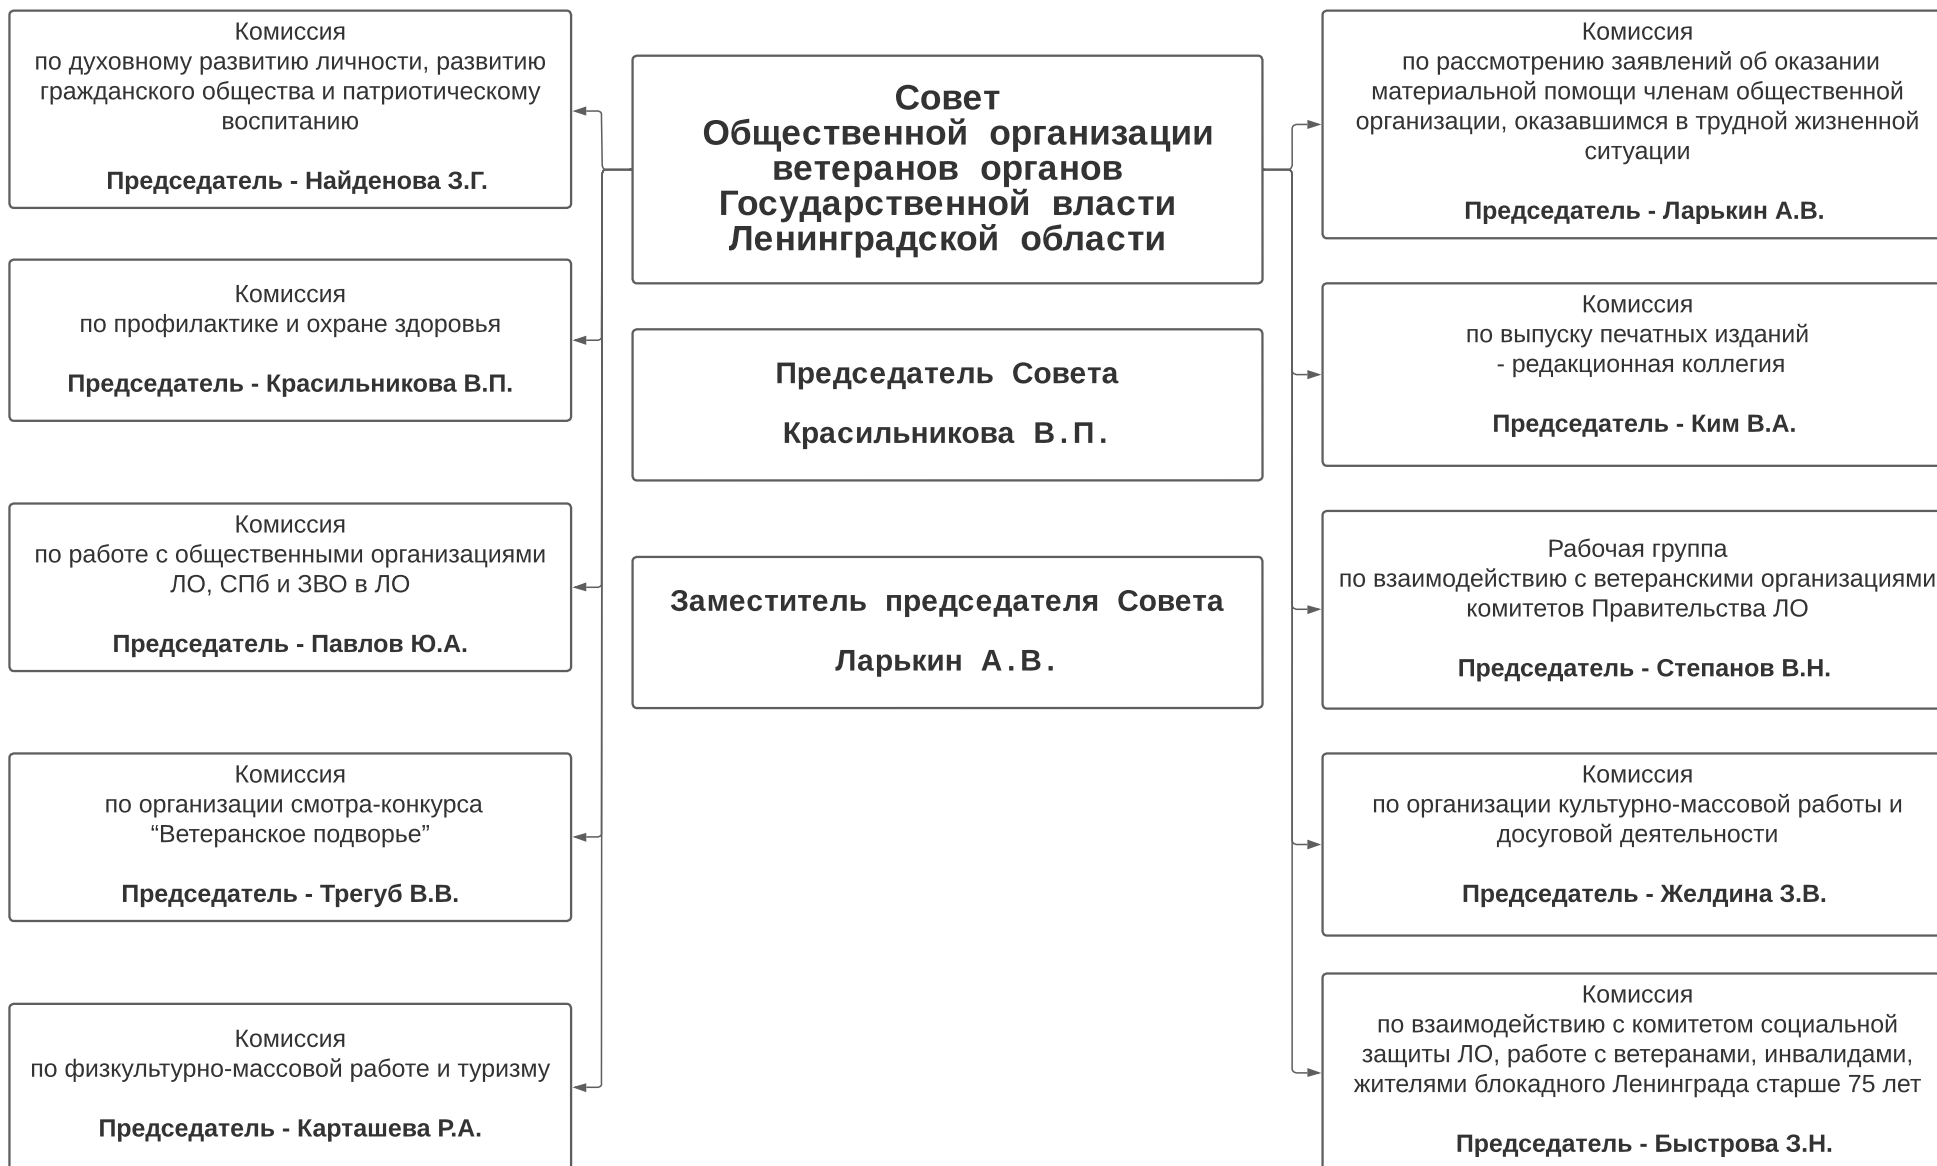 Комиссия
по духовному развитию личности, развитию
гражданского общества и патриотическому
воспитанию
Председатель - Найденова З.Г.
Комиссия
по профилактике и охране здоровья
Председатель - Красильникова В.П.
Комиссия
по работе с общественными организациями
ЛО, СПб и ЗВО в ЛО
Председатель - Павлов Ю.А.
Комиссия
по организации смотра-конкурса
“Ветеранское подворье”
Председатель - Трегуб В.В.
Комиссия
по физкультурно-массовой работе и туризму
Председатель - Карташева Р.А.
Совет
Общественной организации
ветеранов органов
Государственной власти
Ленинградской области
Председатель Совета
Красильникова В.П.
Заместитель председателя Совета
Ларькин А.В.
Комиссия
по рассмотрению заявлений об оказании
материальной помощи членам общественной
организации, оказавшимся в трудной жизненной
ситуации
Председатель - Ларькин А.В.
Комиссия
по выпуску печатных изданий
- редакционная коллегия
Председатель - Ким В.А.
Рабочая группа
по взаимодействию с ветеранскими организациями
комитетов Правительства ЛО
Председатель - Степанов В.Н.
Комиссия
по организации культурно-массовой работы и
досуговой деятельности
Председатель - Желдина З.В.
Комиссия
по взаимодействию с комитетом социальной
защиты ЛО, работе с ветеранами, инвалидами,
жителями блокадного Ленинграда старше 75 лет
Председатель - Быстрова З.Н.